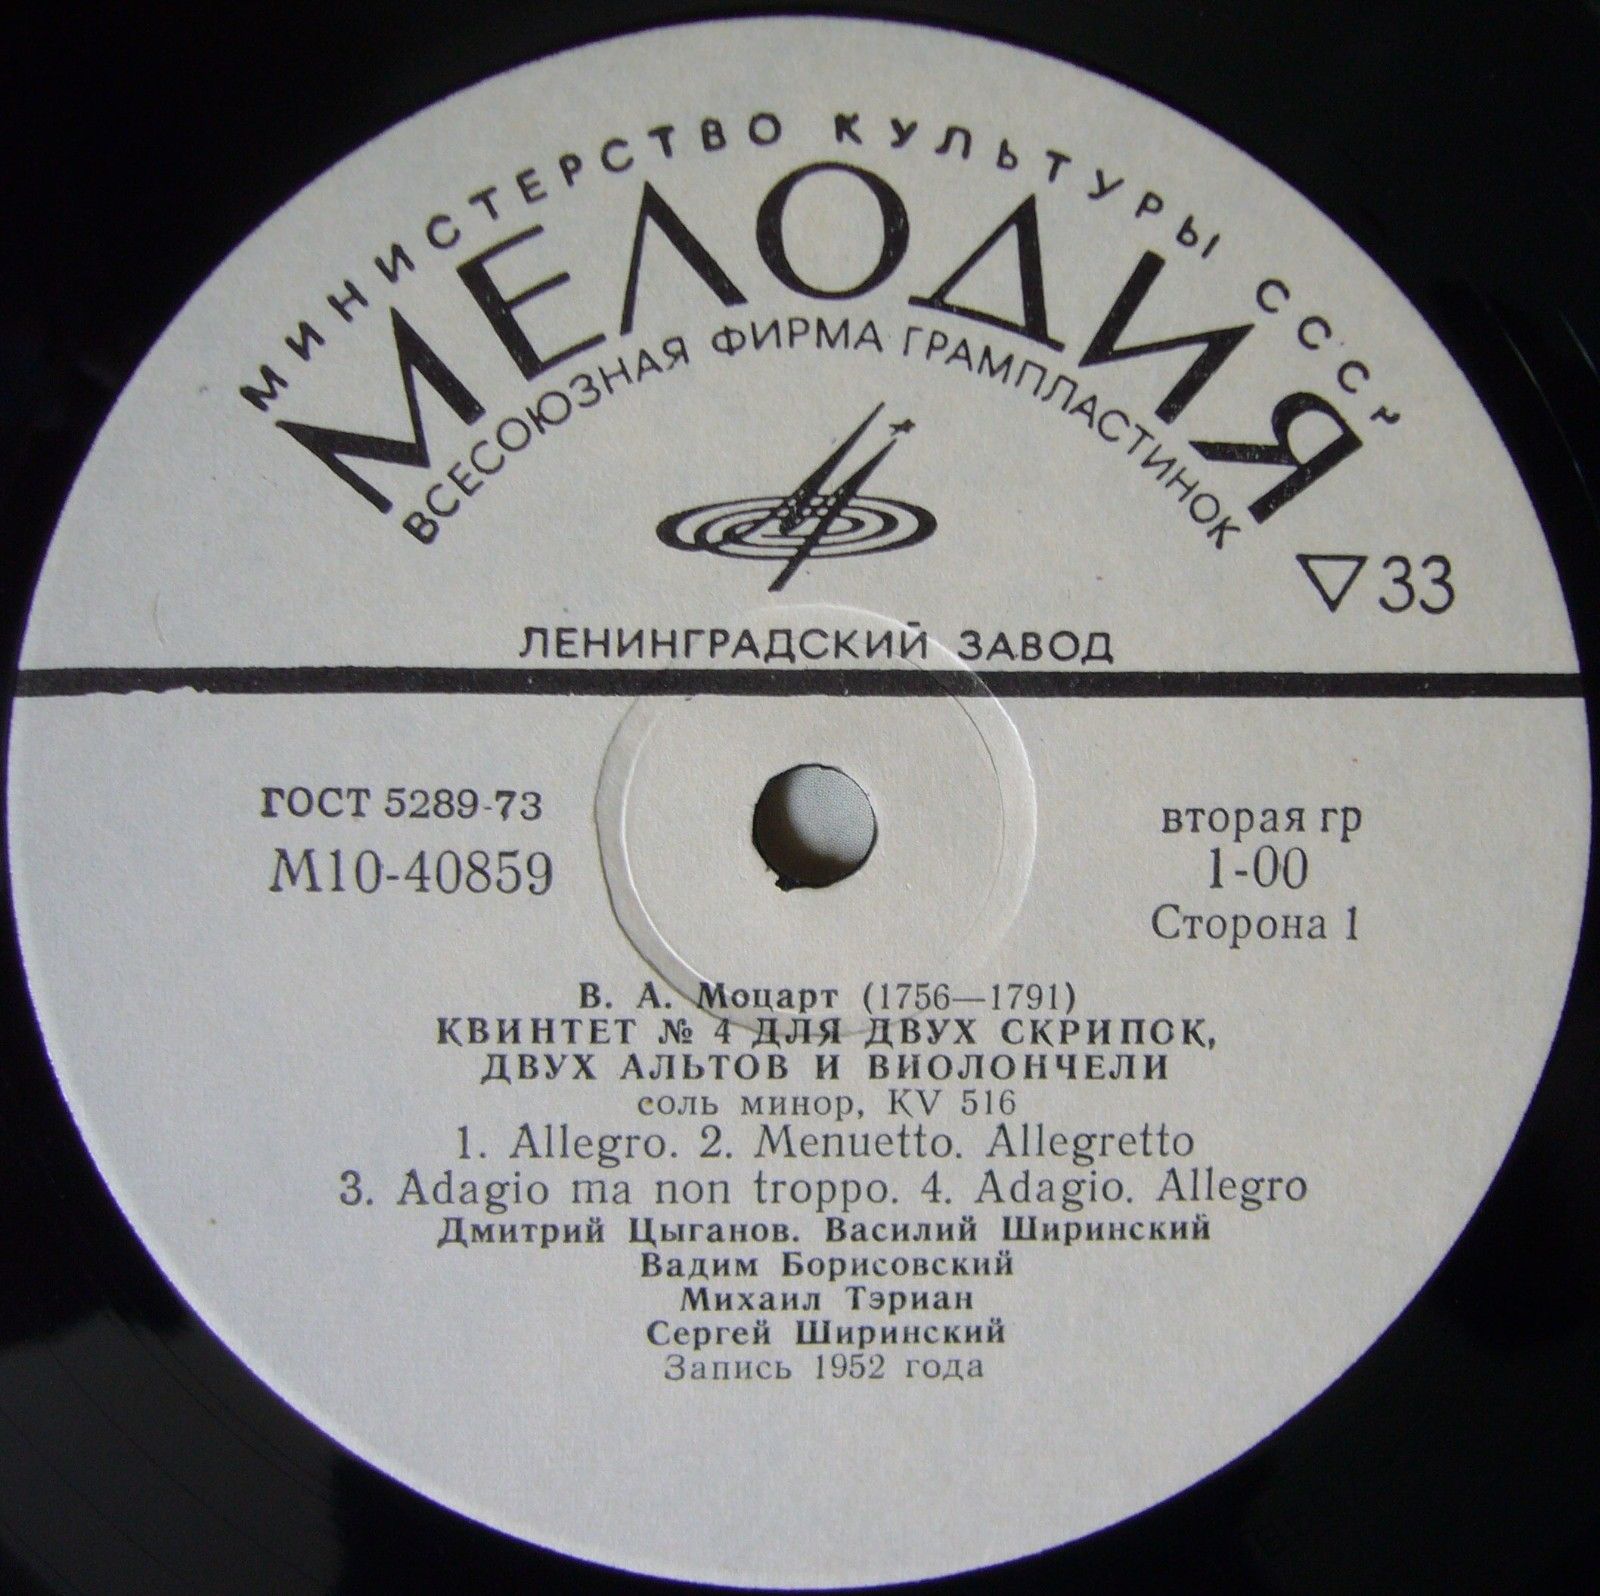 МИНИСТЕРСТВО КУЛЬТУРЫ СССР
МЕЛОДИЯ
ВСЕСОЮЗНАЯ ФИРМА ГРАМПЛАСТИНОК
▽33
ЛЕНИНГРАДСКИЙ ЗАВОД
ГОСТ 5289-73
М10-40859
вторая гр
1-00
Сторона 1
В. А. Моцарт (1756—1791)
КВИНТЕТ № 4 ДЛЯ ДВУХ СКРИПОК,
ДВУХ АЛЬТОВ И ВИОЛОНЧЕЛИ
соль минор, KV 516
1. Allegro. 2. Menuetto. Allegretto
3. Adagio ma non troppo. 4. Adagio. Allegro
Дмитрий Цыганов. Василий Ширинский
Вадим Борисовский
Михаил Тэриан
Сергей Ширинский
Запись 1952 года